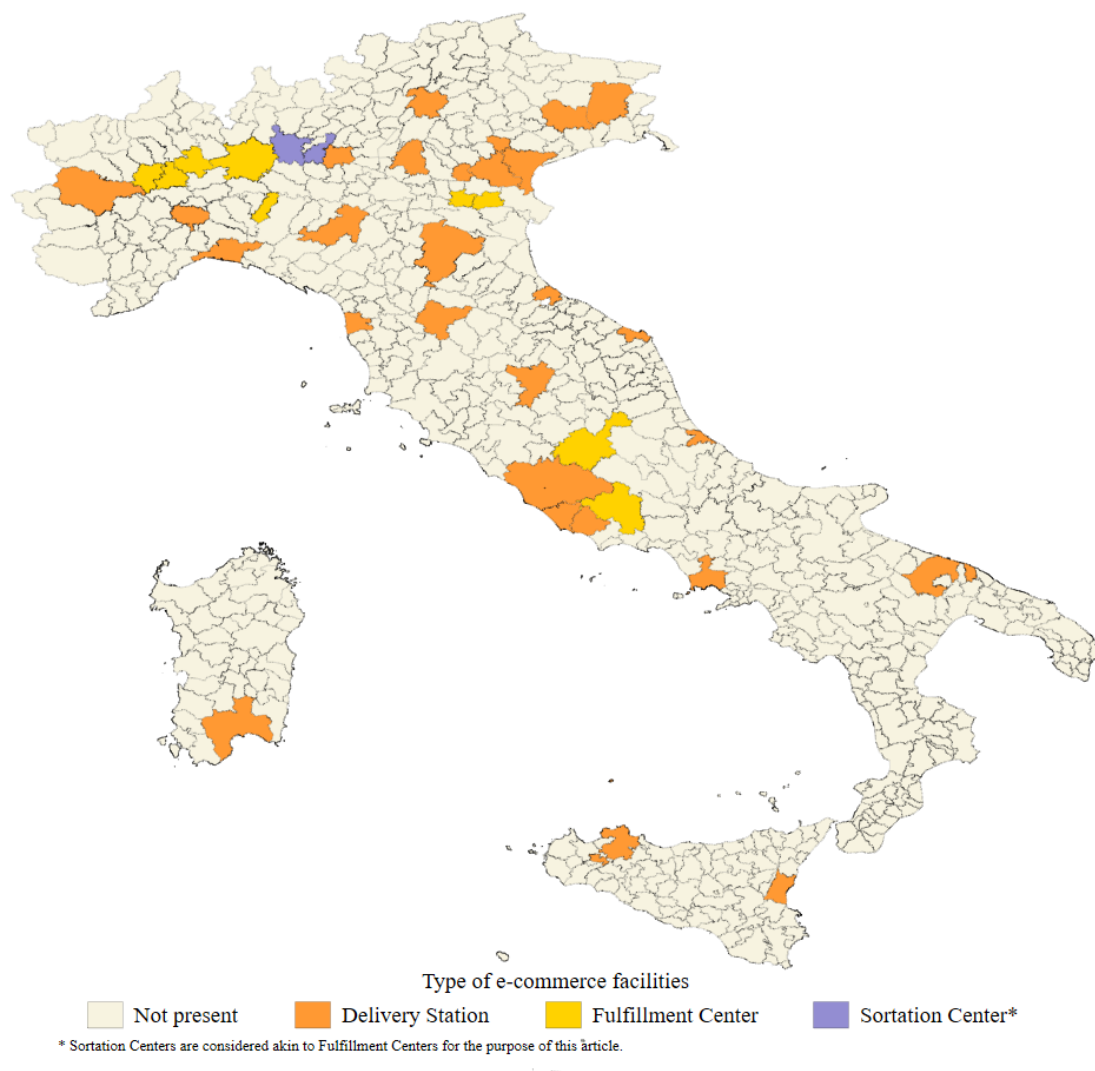 Type of e-commerce facilities
Not present
Delivery Station
Fulfillment Center
Sortation Center*
* Sortation Centers are considered akin to Fulfillment Centers for the purpose of this article.